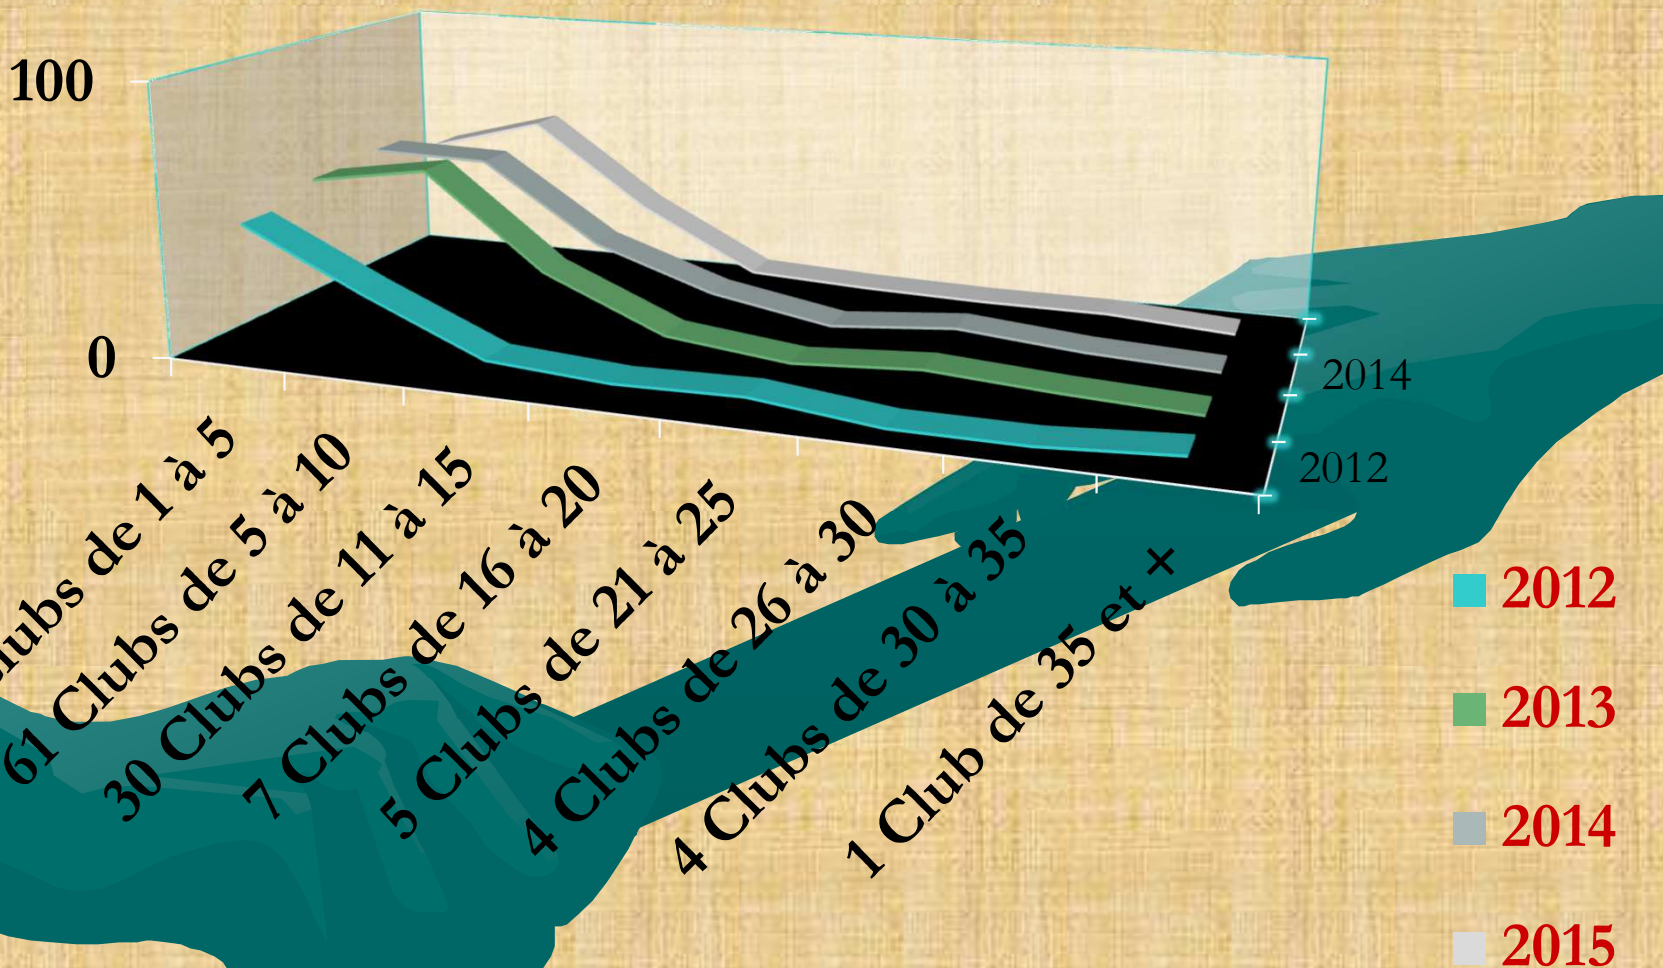 100
0
de 1 à 5
61 Clubs de 5 à 10
30 Clubs de 11 à 15
7 Clubs de 16 à 20
5 Clubs de 21 à 25
4 Clubs de 26 à 30
4 Clubs de 30 à 35
1 Club de 35 et +
2014
2012
2012
2013
2014
2015